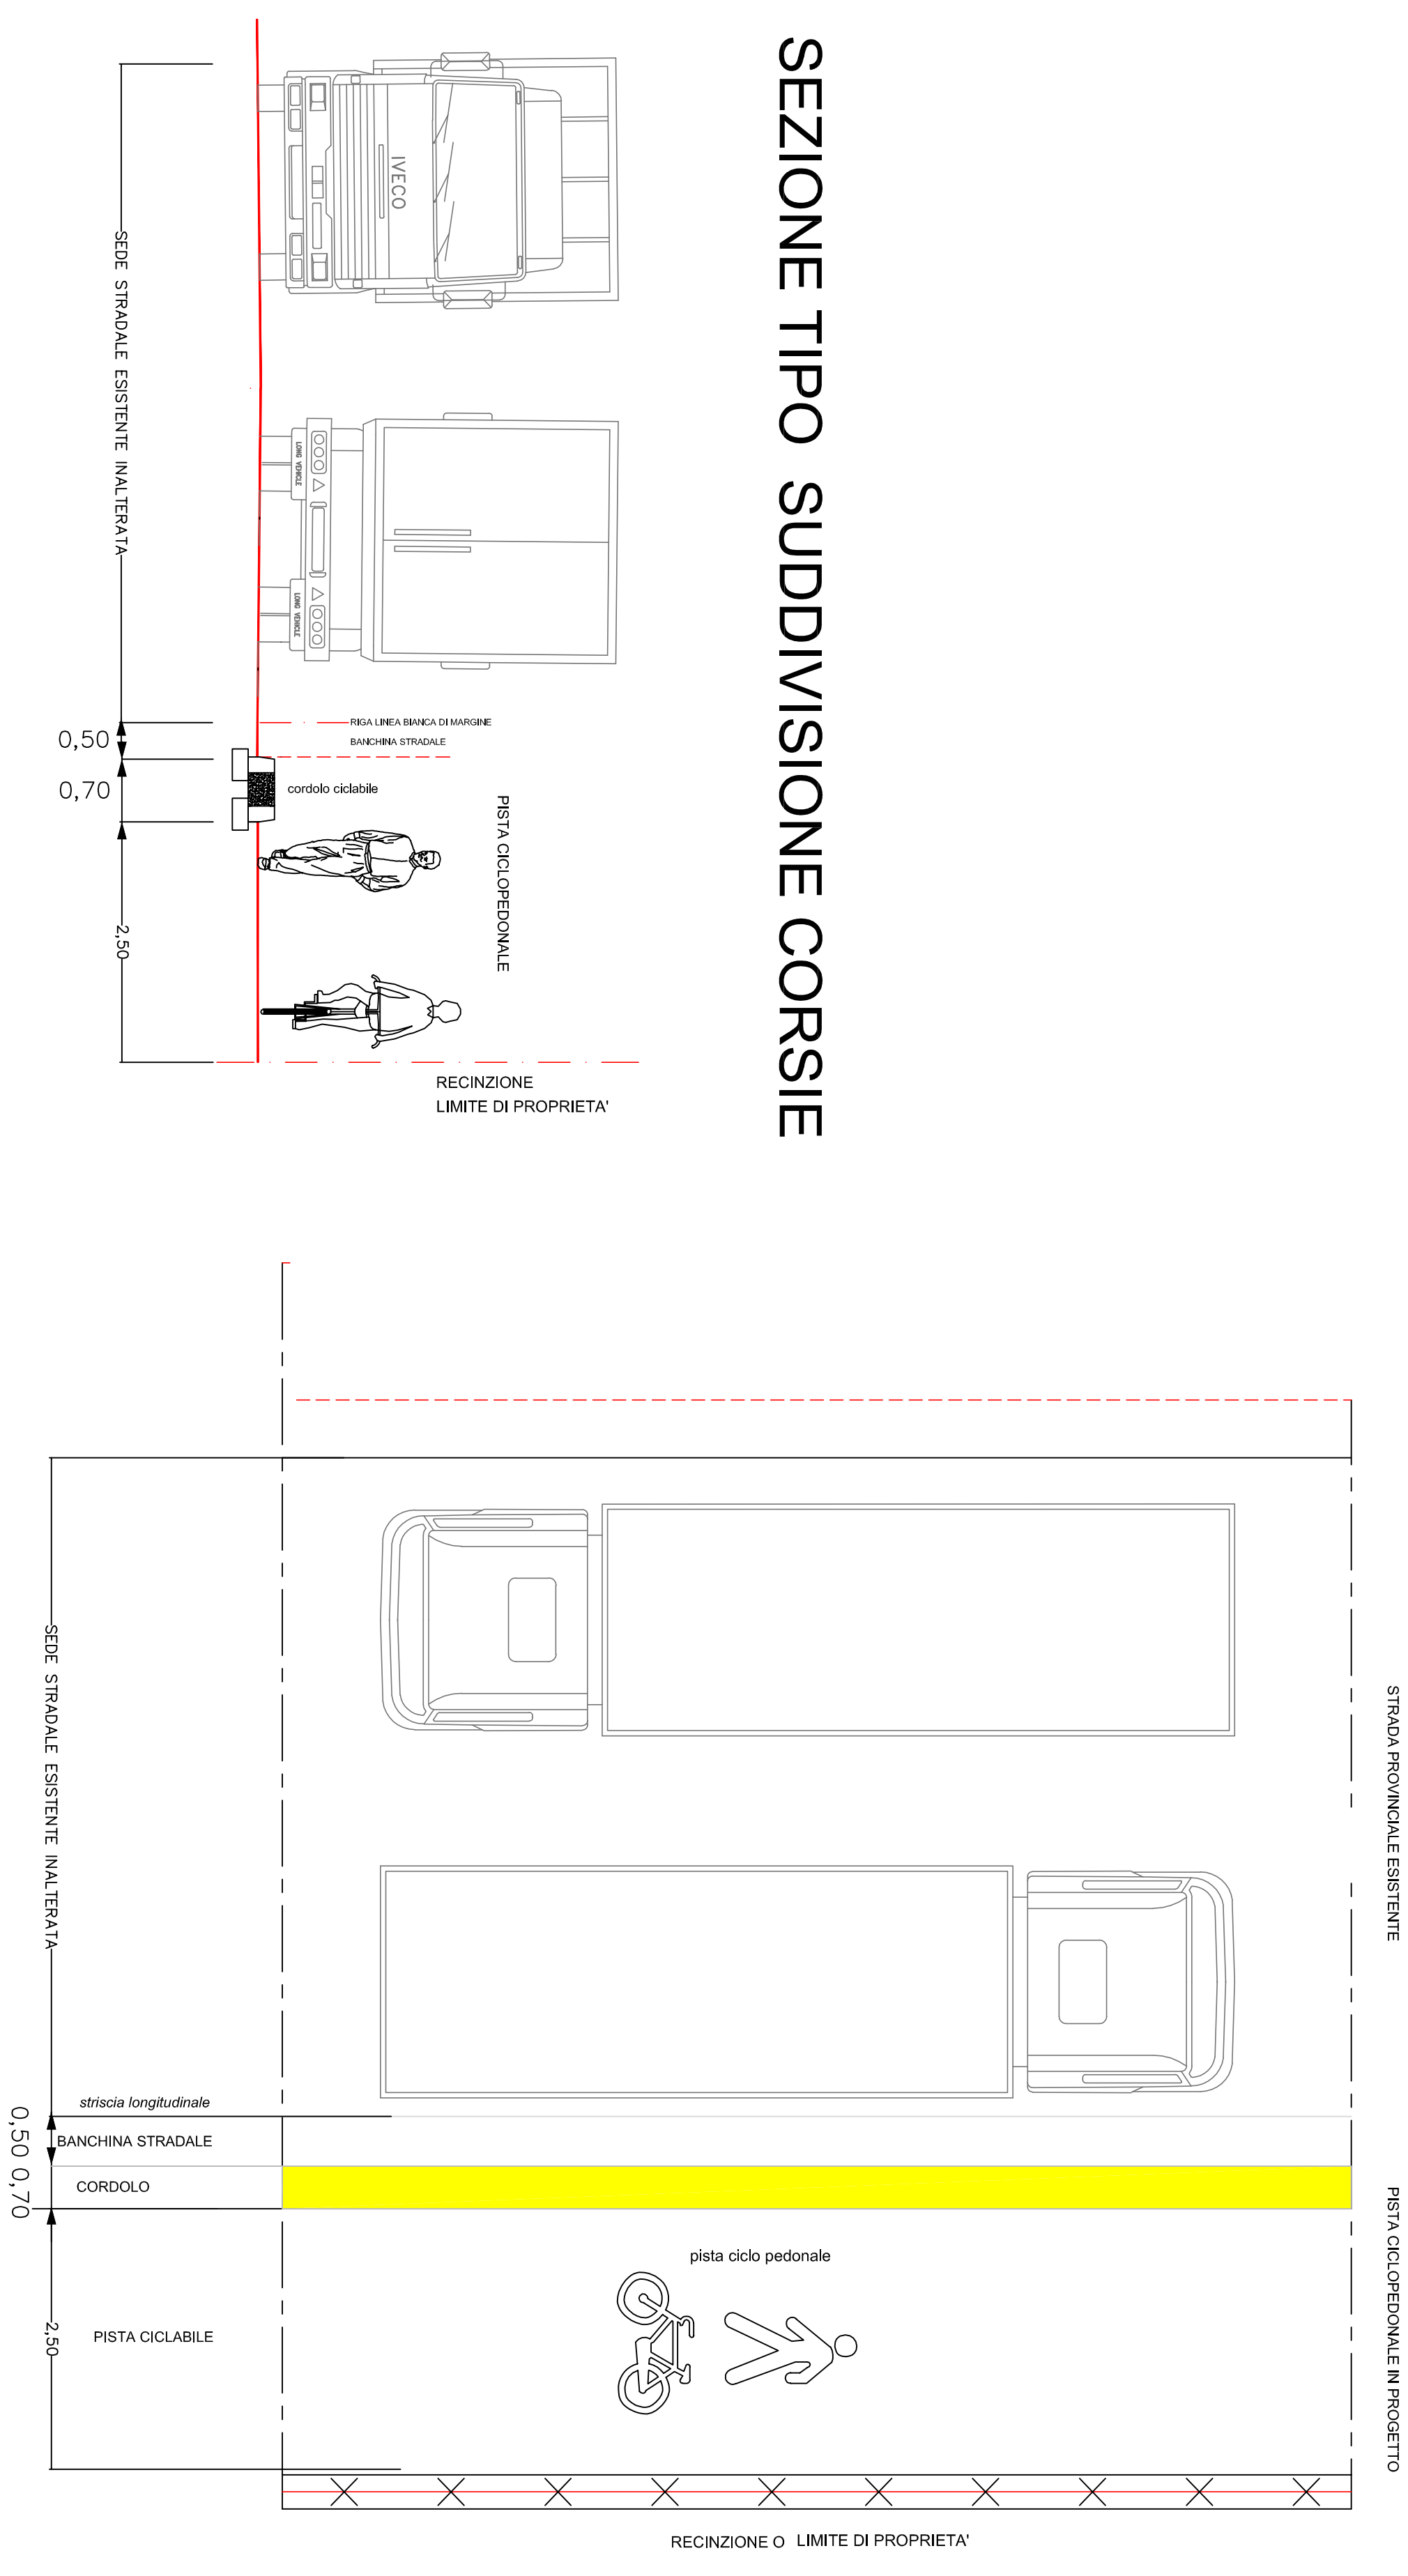 SEZIONE TIPO SUDDIVISIONE CORSIE
IVECO
SEDE STRADALE ESISTENTE INALTERATA
LONG VEHICLE
LONG VEHICLE
RIGA LINEA BIANCA DI MARGINE
BANCHINA STRADALE
0,50
0,70
cordolo ciclabile
PISTA CICLOPEDONALE
2,50
RECINZIONE
LIMITE DI PROPRIETA'
SEDE STRADALE ESISTENTE INALTERATA
STRADA PROVINCIALE ESISTENTE
striscia longitudinale
0,50
BANCHINA STRADALE
0,70
CORDOLO
PISTA CICLOPEDONALE IN PROGETTO
pista ciclo pedonale
2,50
PISTA CICLABILE
RECINZIONE O LIMITE DI PROPRIETA'